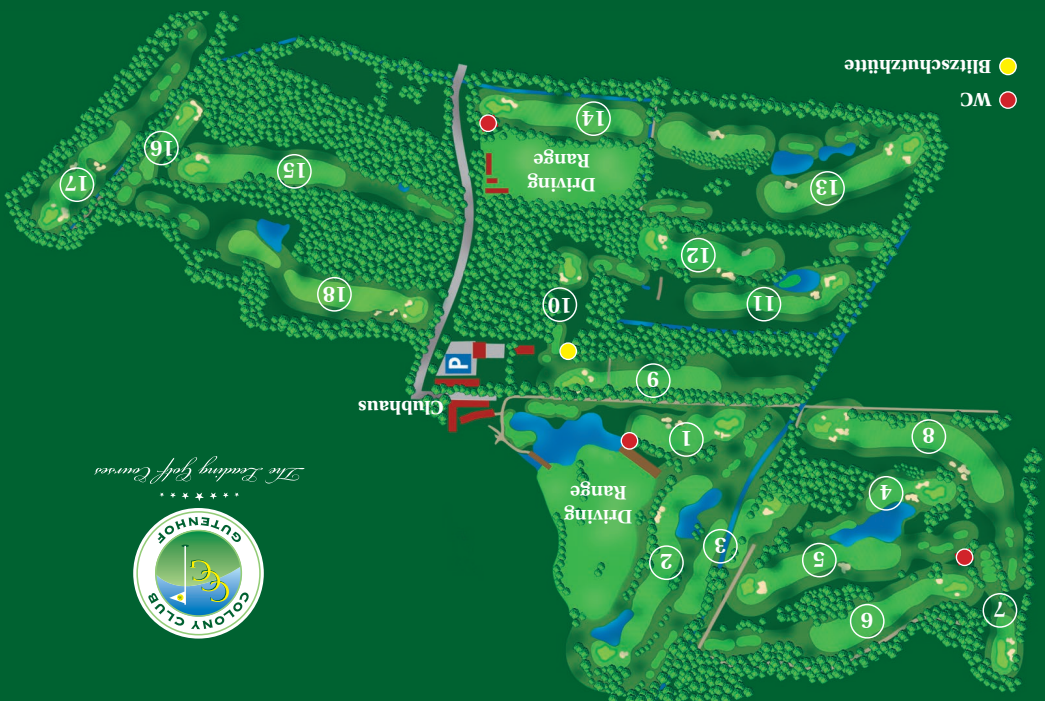 COLONY CLUB
GUTENHOF
CCG
The Leading Golf Courses
7
6
2
3
5
Driving
Range
4
1
8
Clubhaus
9
P
10
18
11
12
17
13
Driving
Range
15
16
14
WC
Blitzschutzhütte